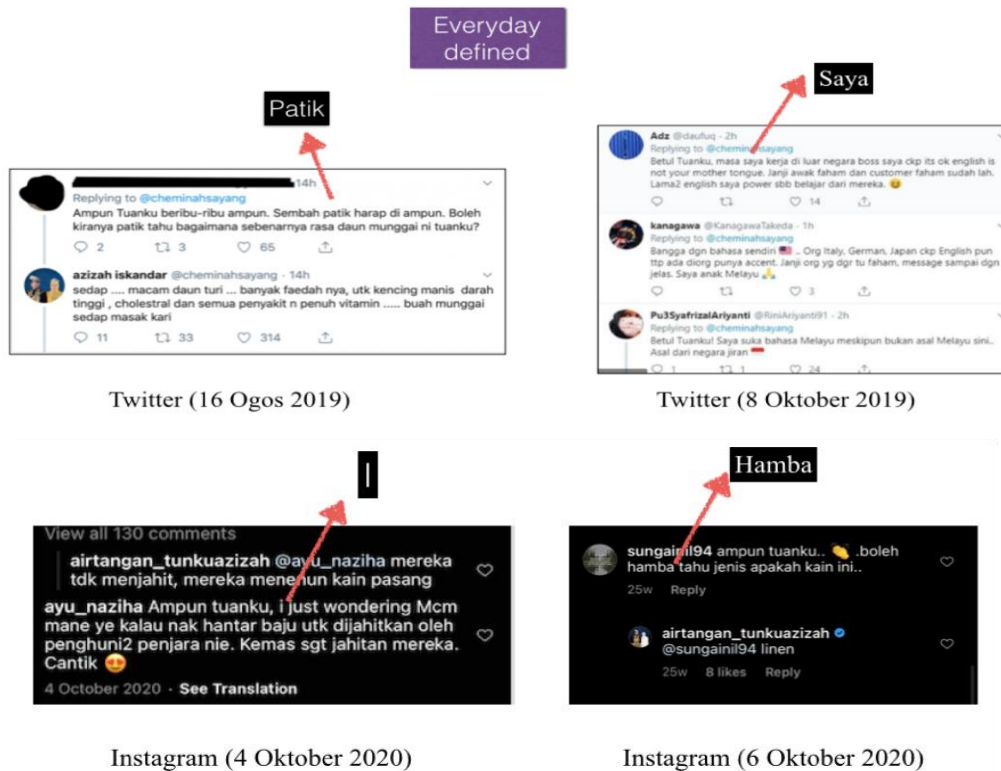 Everyday
defined
Patik
14h
Replying to @cheminahsayang
Ampun Tuanku beribu-ribu ampun. Sembah patik harap di ampun. Boleh
kiranya patik tahu bagaimana sebenarnya rasa daun munggai ni tuanku?
2 3 65
azizah iskandar @cheminahsayang · 14h
sedap .... macam daun turi ... banyak faedah nya, utk kencing manis darah
tinggi , cholestral dan semua penyakit n penuh vitamin ..... buah munggai
sedap masak kari
11 33 314
Twitter (16 Ogos 2019)
Saya
Adz @daufuq · 2h
Replying to @cheminahsayang
Betul Tuanku, masa saya kerja di luar negara boss saya ckp its ok english is
not your mother tongue. Janji awak faham dan customer faham sudah lah.
Lama2 english saya power sbb belajar dari mereka. 😆
14
kanagawa @KanagawaTakeda · 1h
Replying to @cheminahsayang
Bangga dgn bahasa sendiri 🇲🇾 .. Org Italy, German, Japan ckp English pun
ttp ada diorg punya accent. Janji org yg dgr tu faham, message sampai dgn
jelas. Saya anak Melayu 🙏
3
Pu3SyafrizalAriyanti @RiniAriyanti91 · 2h
Replying to @cheminahsayang
Betul Tuanku! Saya suka bahasa Melayu meskipun bukan asal Melayu sini..
Asal dari negara jiran 🇮🇩
1 1 24
Twitter (8 Oktober 2019)
I
View all 130 comments
airtangan_tunkuazizah @ayu_naziha mereka
tdk menjahit, mereka menenun kain pasang
ayu_naziha Ampun tuanku, i just wondering Mcm
mane ye kalau nak hantar baju utk dijahitkan oleh
penghuni2 penjara nie. Kemas sgt jahitan mereka.
Cantik 😍
4 October 2020 · See Translation
Instagram (4 Oktober 2020)
Hamba
sungainil94 ampun tuanku.. 👏 .boleh
hamba tahu jenis apakah kain ini..
25w Reply
airtangan_tunkuazizah
@sungainil94 linen
25w 8 likes Reply
Instagram (6 Oktober 2020)